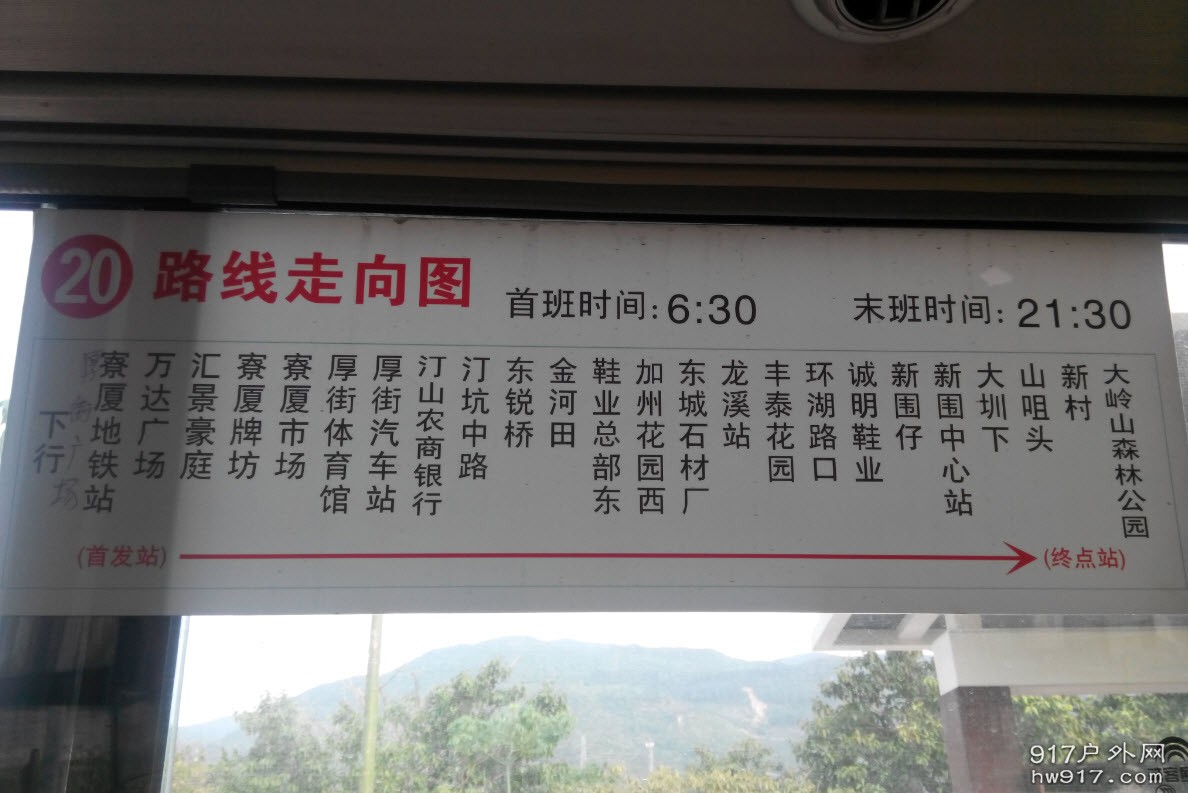 20 路线走向图 首班时间:6:30 末班时间:21:30
下行
厚街广场
寮厦地铁站
万达广场
汇景豪庭
寮厦牌坊
寮厦市场
厚街体育馆
厚街汽车站
汀山农商银行
汀坑中路
东锐桥
金河田
鞋业总部东
加州花园西
东城石材厂
龙溪站
丰泰花园
环湖路口
诚明鞋业
新围仔
新围中心站
大圳下
山咀头
新村
大岭山森林公园
(首发站) (终点站)
917户外网
hw917.com